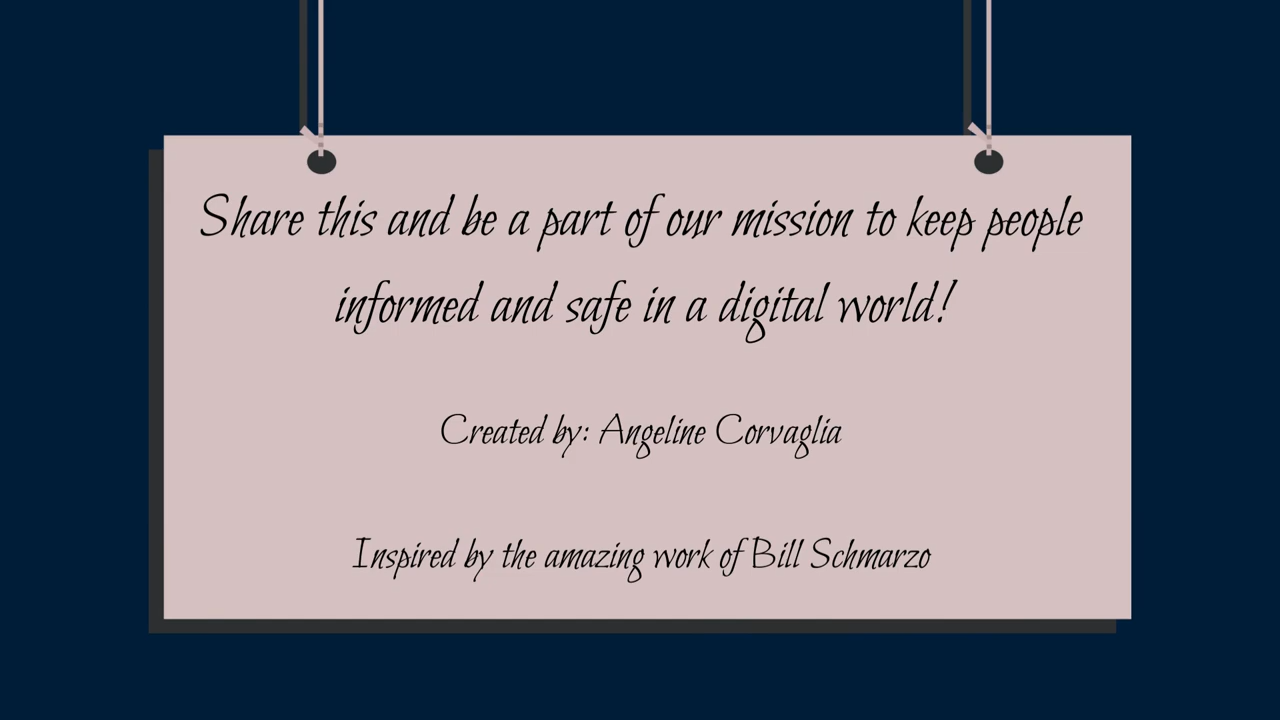 Share this and be a part of our mission to keep people
informed and safe in a digital world!
Created by: Angeline Corvaglia
Inspired by the amazing work of Bill Schmarzo